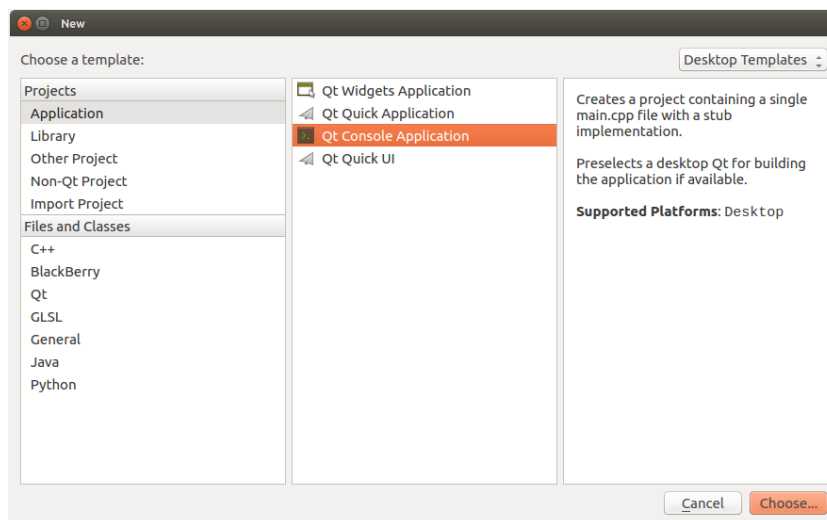 New
Choose a template:
Desktop Templates
Projects
Application
Library
Other Project
Non-Qt Project
Import Project
Files and Classes
C++
BlackBerry
Qt
GLSL
General
Java
Python
Qt Widgets Application
Qt Quick Application
Qt Console Application
Qt Quick UI
Creates a project containing a single
main.cpp file with a stub
implementation.
Preselects a desktop Qt for building
the application if available.
Supported Platforms: Desktop
Cancel
Choose...